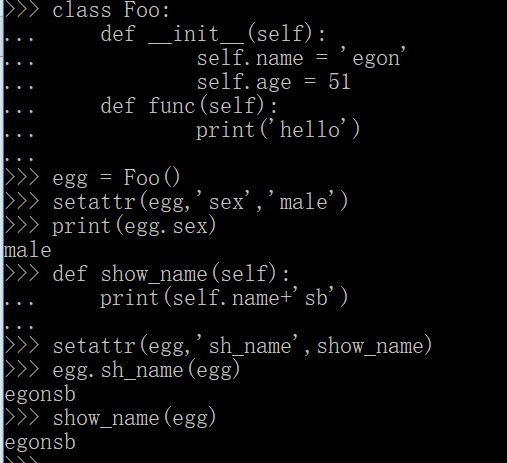 >>> class Foo:
...     def __init__(self):
...             self.name = 'egon'
...             self.age = 51
...     def func(self):
...             print('hello')
...
>>> egg = Foo()
>>> setattr(egg,'sex','male')
>>> print(egg.sex)
male
>>> def show_name(self):
...     print(self.name+'sb')
...
>>> setattr(egg,'sh_name',show_name)
>>> egg.sh_name(egg)
egonsb
>>> show_name(egg)
egonsb
>>>